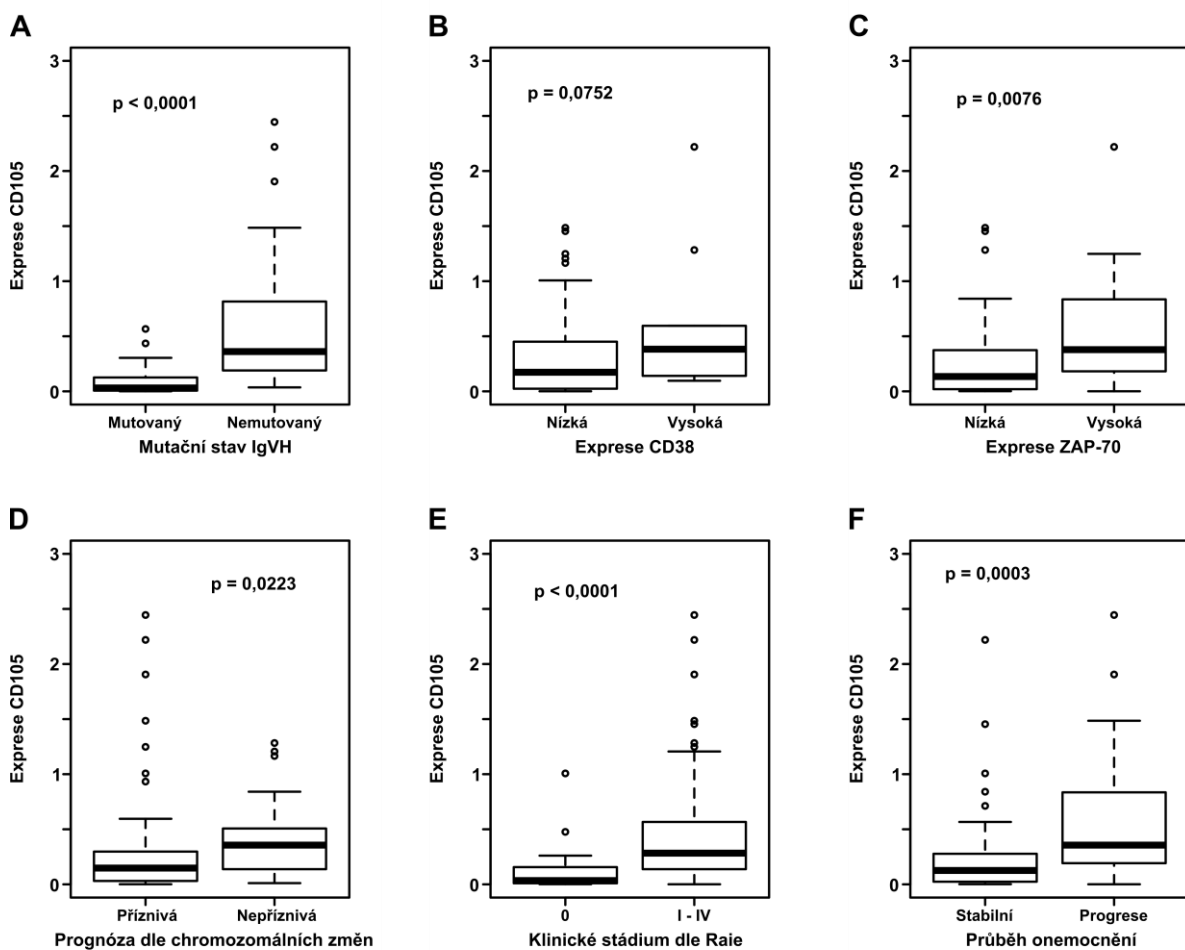 A
Exprese CD105
3
2
1
0
p < 0,0001
Mutovaný Nemutovaný
Mutační stav IgVH
B
Exprese CD105
3
2
1
0
p = 0,0752
Nízká Vysoká
Exprese CD38
C
Exprese CD105
3
2
1
0
p = 0,0076
Nízká Vysoká
Exprese ZAP-70
D
Exprese CD105
3
2
1
0
p = 0,0223
Příznivá Nepříznivá
Prognóza dle chromozomálních změn
E
Exprese CD105
3
2
1
0
p < 0,0001
0 I - IV
Klinické stádium dle Raie
F
Exprese CD105
3
2
1
0
p = 0,0003
Stabilní Progrese
Průběh onemocnění